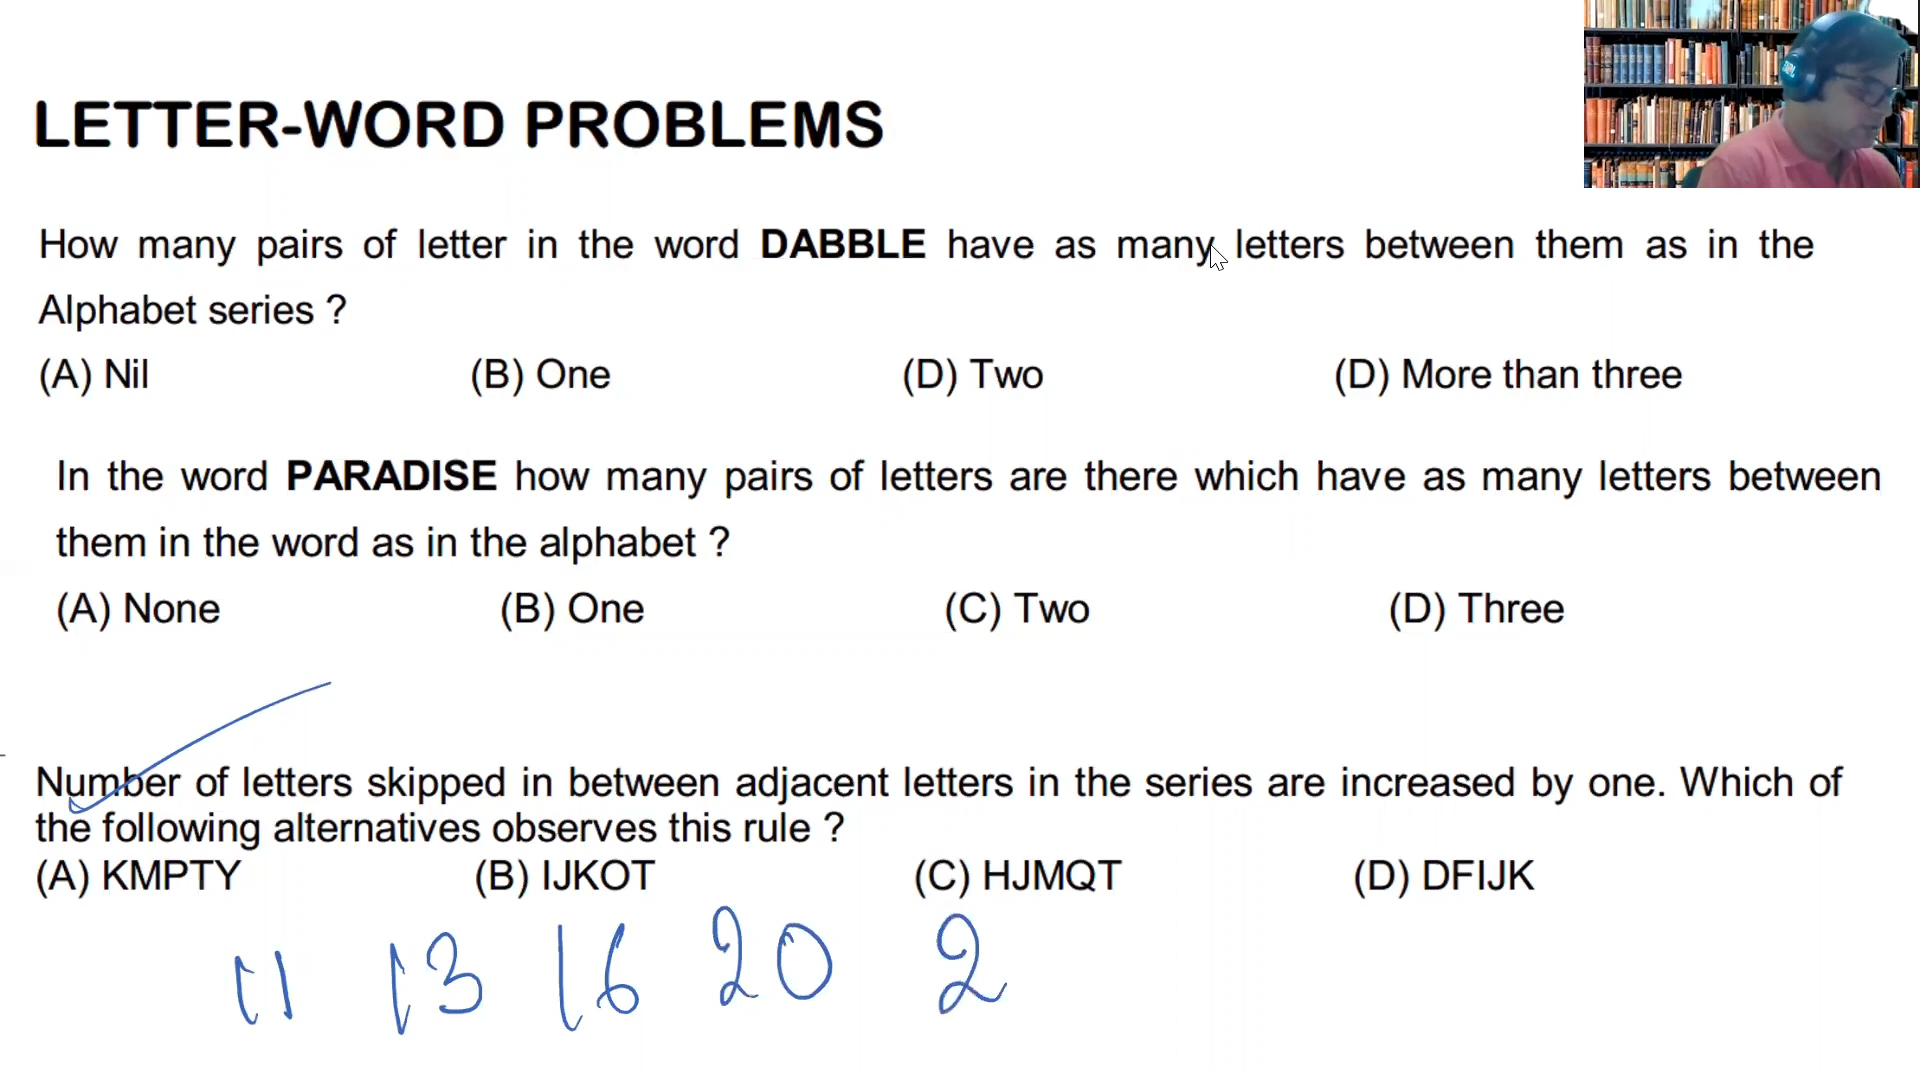 LETTER-WORD PROBLEMS
How many pairs of letter in the word DABBLE have as many letters between them as in the
Alphabet series ?
(A) Nil (B) One (D) Two (D) More than three
In the word PARADISE how many pairs of letters are there which have as many letters between
them in the word as in the alphabet ?
(A) None (B) One (C) Two (D) Three
Number of letters skipped in between adjacent letters in the series are increased by one. Which of
the following alternatives observes this rule ?
(A) KMPTY (B) IJKOT (C) HJMQT (D) DFIJK
11 13 16 20 2